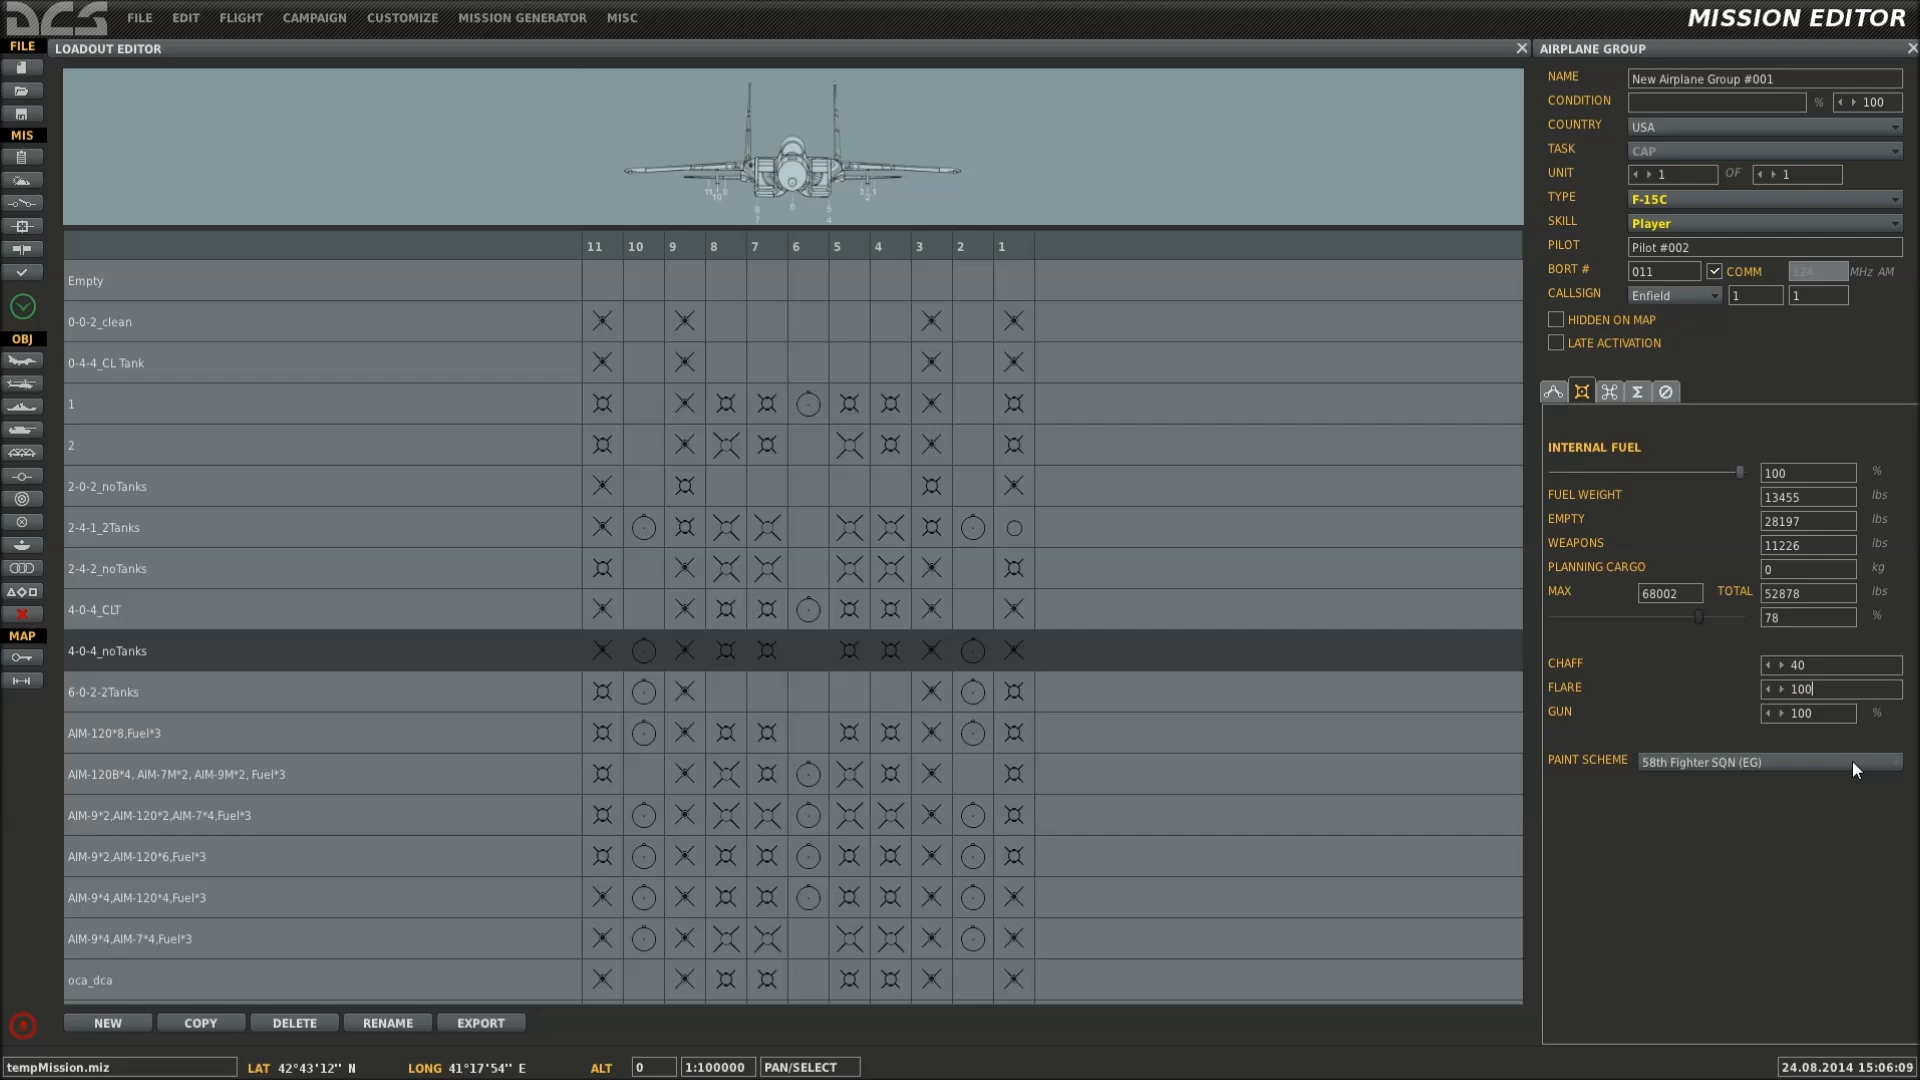 DCS
FILE EDIT FLIGHT CAMPAIGN CUSTOMIZE MISSION GENERATOR MISC
MISSION EDITOR
FILE
MIS
OBJ
MAP
LOADOUT EDITOR
11 10 9 8 7 6 5 4 3 2 1
Empty
0-0-2_clean
0-4-4_CL Tank
1
2
2-0-2_noTanks
2-4-1_2Tanks
2-4-2_noTanks
4-0-4_CLT
4-0-4_noTanks
6-0-2-2Tanks
AIM-120*8,Fuel*3
AIM-120B*4, AIM-7M*2, AIM-9M*2, Fuel*3
AIM-9*2,AIM-120*2,AIM-7*4,Fuel*3
AIM-9*2,AIM-120*6,Fuel*3
AIM-9*4,AIM-120*4,Fuel*3
AIM-9*4,AIM-7*4,Fuel*3
oca_dca
NEW COPY DELETE RENAME EXPORT
AIRPLANE GROUP
NAME New Airplane Group #001
CONDITION % 100
COUNTRY USA
TASK CAP
UNIT 1 OF 1
TYPE F-15C
SKILL Player
PILOT Pilot #002
BORT # 011 COMM 124 MHz AM
CALLSIGN Enfield 1 1
HIDDEN ON MAP
LATE ACTIVATION
INTERNAL FUEL
100 %
FUEL WEIGHT 13455 lbs
EMPTY 28197 lbs
WEAPONS 11226 lbs
PLANNING CARGO 0 kg
MAX 68002 TOTAL 52878 lbs
78 %
CHAFF 40
FLARE 100
GUN 100 %
PAINT SCHEME 58th Fighter SQN (EG)
tempMission.miz LAT 42°43'12'' N LONG 41°17'54'' E ALT 0 1:100000 PAN/SELECT 24.08.2014 15:06:09